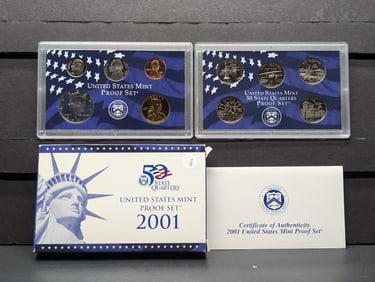 UNITED STATES MINT
PROOF SET
UNITED STATES MINT
50 STATE QUARTERS
PROOF SET
50
STATE
QUARTERS
UNITED STATES MINT
PROOF SET
2001
Certificate of Authenticity
2001 United States Mint Proof Set